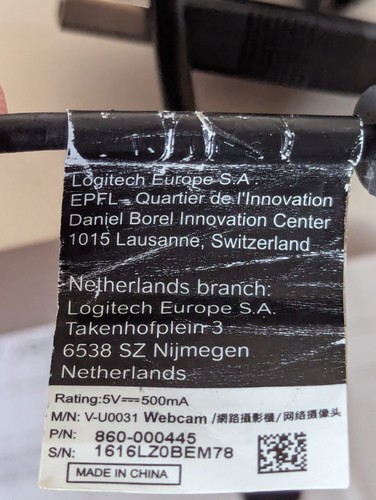 Logitech Europe S.A.
EPFL - Quartier de l'Innovation
Daniel Borel Innovation Center
1015 Lausanne, Switzerland
Netherlands branch:
Logitech Europe S.A.
Takenhofplein 3
6538 SZ Nijmegen
Netherlands
Rating:5V⎓500mA
M/N: V-U0031 Webcam /網路攝影機/网络摄像头
P/N: 860-000445
S/N: 1616LZ0BEM78
MADE IN CHINA